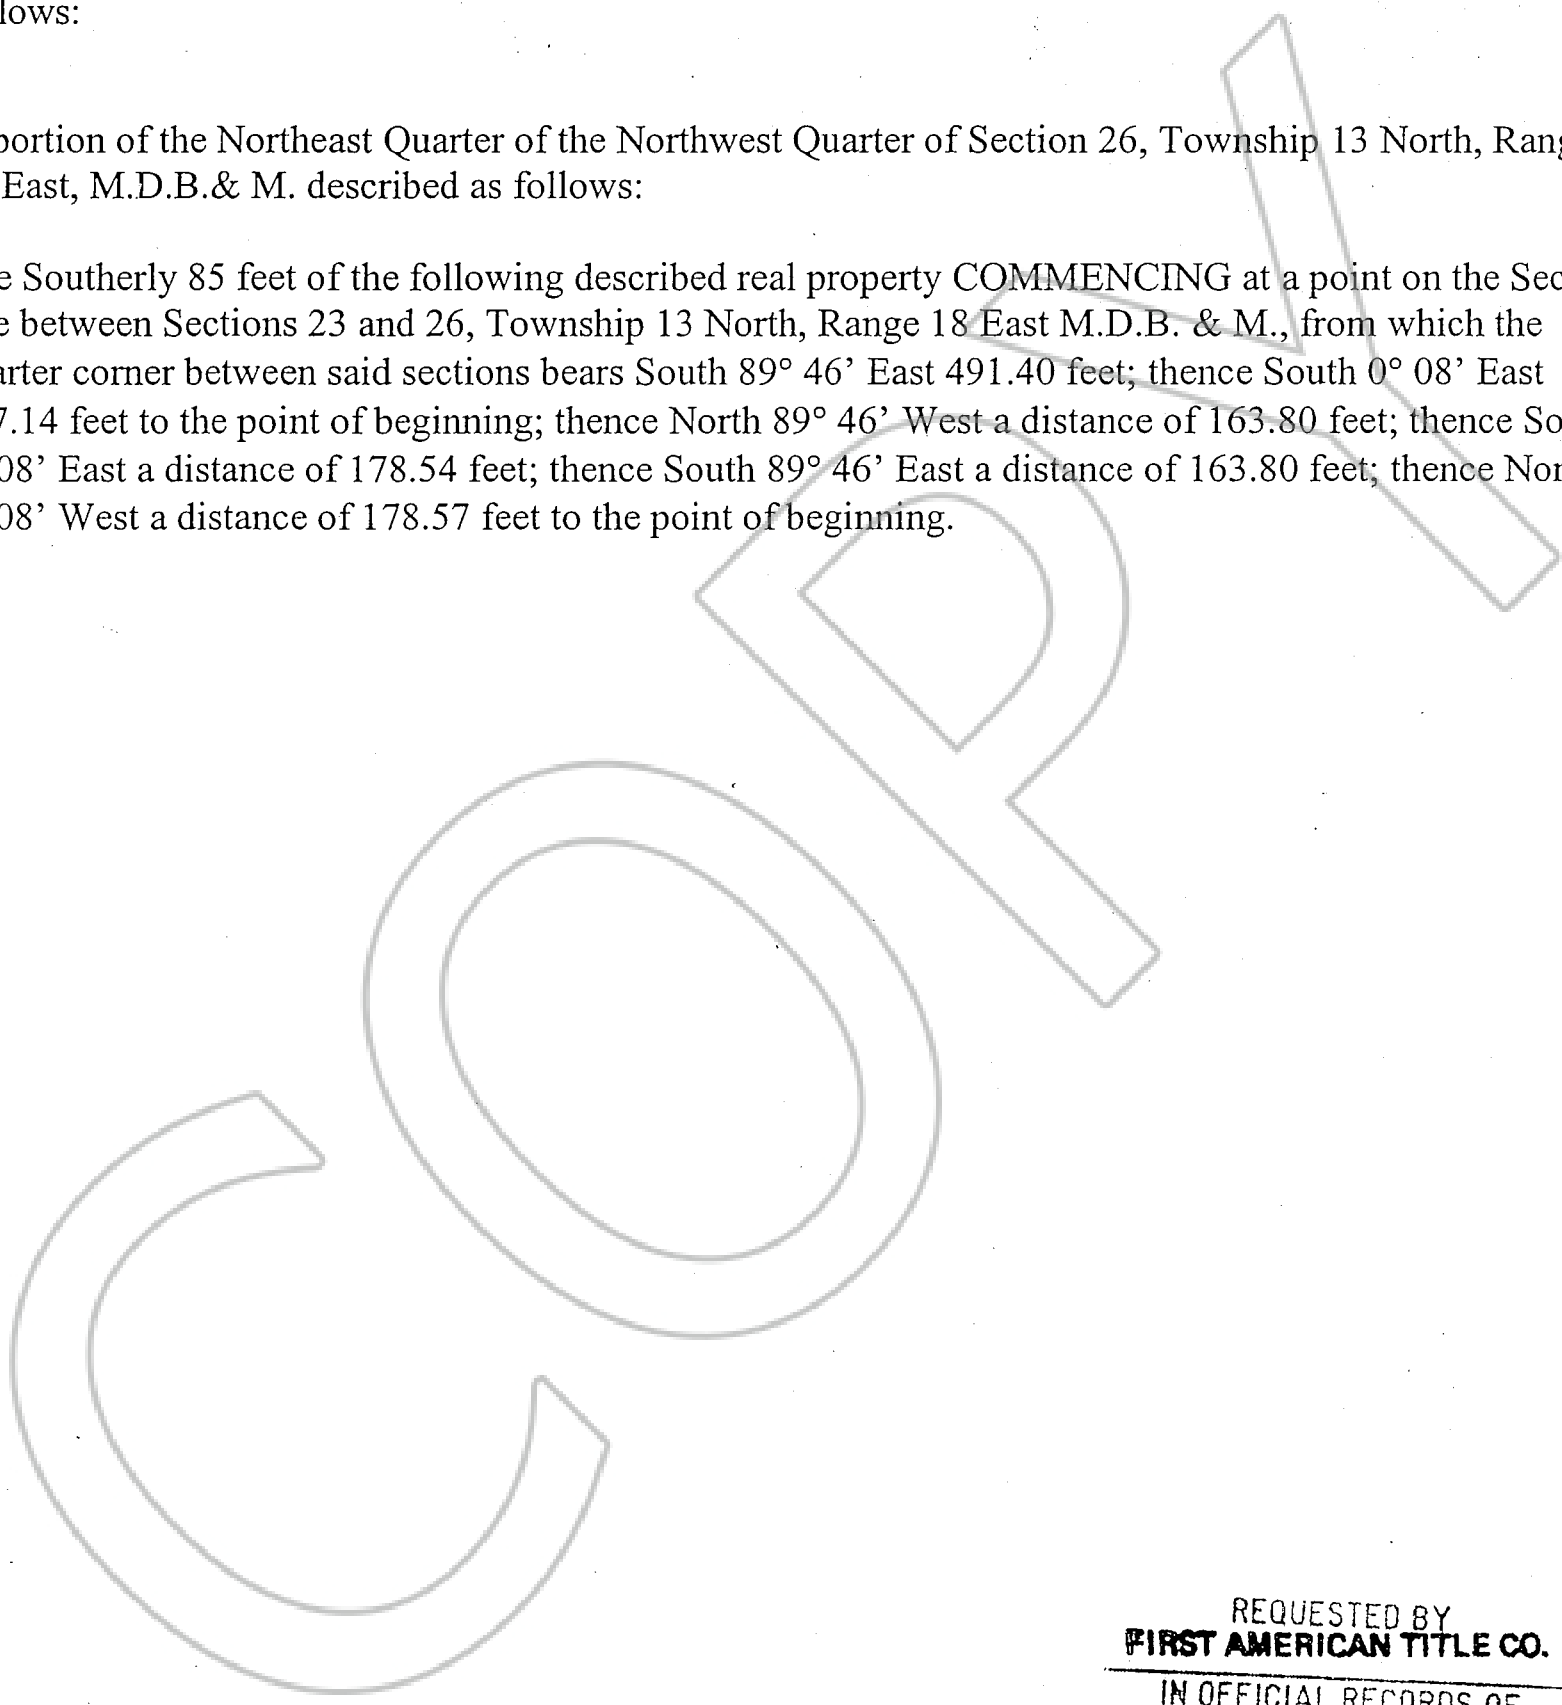 lows:
portion of the Northeast Quarter of the Northwest Quarter of Section 26, Township 13 North, Rang
East, M.D.B.& M. described as follows:
e Southerly 85 feet of the following described real property COMMENCING at a point on the Sec
e between Sections 23 and 26, Township 13 North, Range 18 East M.D.B. & M., from which the
arter corner between said sections bears South 89° 46’ East 491.40 feet; thence South 0° 08’ East
7.14 feet to the point of beginning; thence North 89° 46’ West a distance of 163.80 feet; thence So
08’ East a distance of 178.54 feet; thence South 89° 46’ East a distance of 163.80 feet; thence Nor
08’ West a distance of 178.57 feet to the point of beginning.
COPY
REQUESTED BY
FIRST AMERICAN TITLE CO.
IN OFFICIAL RECORDS OF